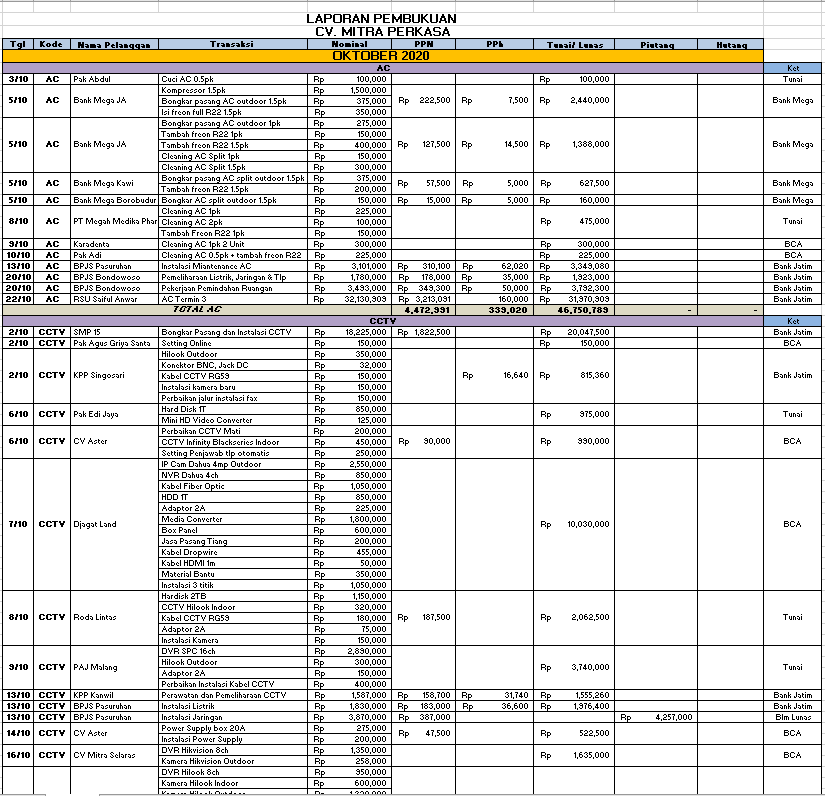 LAPORAN PEMBUKUAN
CV. MITRA PERKASA
Tgl Kode Nama Pelanggan Transaksi Nominal PPN PPh Tunai/ Lunas Piutang Hutang
OKTOBER 2020
AC Ket
3/10 AC Pak Abdul Cuci AC 0.5pk Rp 100,000 Rp 100,000 Tunai
Kompressor 1.5pk Rp 1,500,000
5/10 AC Bank Mega JA Bongkar pasang AC outdoor 1.5pk Rp 375,000 Rp 222,500 Rp 7,500 Rp 2,440,000 Bank Mega
Isi freon full R22 1.5pk Rp 350,000
Bongkar pasang AC outdoor 1pk Rp 275,000
Tambah freon R22 1pk Rp 150,000
5/10 AC Bank Mega JA Tambah freon R22 1.5pk Rp 400,000 Rp 127,500 Rp 14,500 Rp 1,388,000 Bank Mega
Cleaning AC Split 1pk Rp 150,000
Cleaning AC Split 1.5pk Rp 300,000
5/10 AC Bank Mega Kawi Bongkar pasang AC split outdoor 1.5pk Rp 375,000 Rp 57,500 Rp 5,000 Rp 627,500 Bank Mega
Tambah freon R22 1.5pk Rp 200,000
5/10 AC Bank Mega Borobudur Bongkar AC split outdoor 1.5pk Rp 150,000 Rp 15,000 Rp 5,000 Rp 160,000 Bank Mega
Cleaning AC 1pk Rp 225,000
8/10 AC PT Megah Medika Phar Cleaning AC 2pk Rp 100,000 Rp 475,000 Tunai
Tambah Freon R22 1pk Rp 150,000
9/10 AC Karadenta Cleaning AC 1pk 2 Unit Rp 300,000 Rp 300,000 BCA
10/10 AC Pak Adi Cleaning AC 0.5pk + tambah freon R22 Rp 225,000 Rp 225,000 BCA
13/10 AC BPJS Pasuruhan Instalasi Miantenance AC Rp 3,101,000 Rp 310,100 Rp 62,020 Rp 3,349,080 Bank Jatim
20/10 AC BPJS Bondowoso Pemeliharaan Listrik, Jaringan & Tlp Rp 1,780,000 Rp 178,000 Rp 35,000 Rp 1,923,000 Bank Jatim
20/10 AC BPJS Bondowoso Pekerjaan Pemindahan Ruangan Rp 3,493,000 Rp 349,300 Rp 50,000 Rp 3,792,300 Bank Jatim
22/10 AC RSU Saiful Anwar AC Termin 3 Rp 32,130,909 Rp 3,213,091 160,000 Rp 31,970,909 Bank Jatim
TOTAL AC 4,472,991 339,020 46,750,789 - -
CCTV Ket
2/10 CCTV SMP 15 Bongkar Pasang dan Instalasi CCTV Rp 18,225,000 Rp 1,822,500 Rp 20,047,500 Bank Jatim
2/10 CCTV Pak Agus Griya Santa Setting Online Rp 150,000 Rp 150,000 BCA
Hilook Outdoor Rp 350,000
Konektor BNC, Jack DC Rp 32,000
2/10 CCTV KPP Singosari Kabel CCTV RG59 Rp 150,000 Rp 16,640 Rp 815,360 Bank Jatim
Instalasi kamera baru Rp 150,000
Perbaikan jalur instalasi fax Rp 150,000
6/10 CCTV Pak Edi Jaya Hard Disk 1T Rp 850,000 Rp 975,000 Tunai
Mini HD Video Converter Rp 125,000
Perbaikan CCTV Mati Rp 200,000
6/10 CCTV CV Aster CCTV Infinity Blackseries Indoor Rp 450,000 Rp 90,000 Rp 990,000 BCA
Setting Penjawab tlp otomatis Rp 250,000
IP Cam Dahua 4mp Outdoor Rp 2,550,000
NVR Dahua 4ch Rp 850,000
Kabel Fiber Optic Rp 1,050,000
HDD 1T Rp 850,000
Adaptor 2A Rp 225,000
7/10 CCTV Djagat Land Media Converter Rp 1,800,000 Rp 10,030,000 BCA
Box Panel Rp 600,000
Jasa Pasang Tiang Rp 200,000
Kabel Dropwire Rp 455,000
Kabel HDMI 1m Rp 50,000
Material Bantu Rp 350,000
Instalasi 3 titik Rp 1,050,000
Hardisk 2TB Rp 1,150,000
CCTV Hilook Indoor Rp 320,000
8/10 CCTV Roda Lintas Kabel CCTV RG59 Rp 180,000 Rp 187,500 Rp 2,062,500 Tunai
Adaptor 2A Rp 75,000
Instalasi Kamera Rp 150,000
DVR SPC 16ch Rp 2,890,000
9/10 CCTV PAJ Malang Hilook Outdoor Rp 300,000 Rp 3,740,000 Tunai
Adaptor 2A Rp 150,000
Perbaikan Instalasi Kabel CCTV Rp 400,000
13/10 CCTV KPP Kanwil Perawatan dan Pemeliharaan CCTV Rp 1,587,000 Rp 158,700 Rp 31,740 Rp 1,555,260 Bank Jatim
13/10 CCTV BPJS Pasuruhan Instalasi Listrik Rp 1,830,000 Rp 183,000 Rp 36,600 Rp 1,976,400 Bank Jatim
13/10 CCTV BPJS Pasuruhan Instalasi Jaringan Rp 3,870,000 Rp 387,000 Rp 4,257,000 Blm Lunas
14/10 CCTV CV Aster Power Supply box 20A Rp 275,000 Rp 47,500 Rp 522,500 BCA
Instalasi Power Supply Rp 200,000
16/10 CCTV CV Mitra Selaras DVR Hikvision 8ch Rp 1,350,000 Rp 1,635,000 BCA
Kamera Hikvision Outdoor Rp 258,000
DVR Hilook 8ch Rp 950,000
Kamera Hilook Indoor Rp 600,000
Kamera Hilook Outdoor Rp